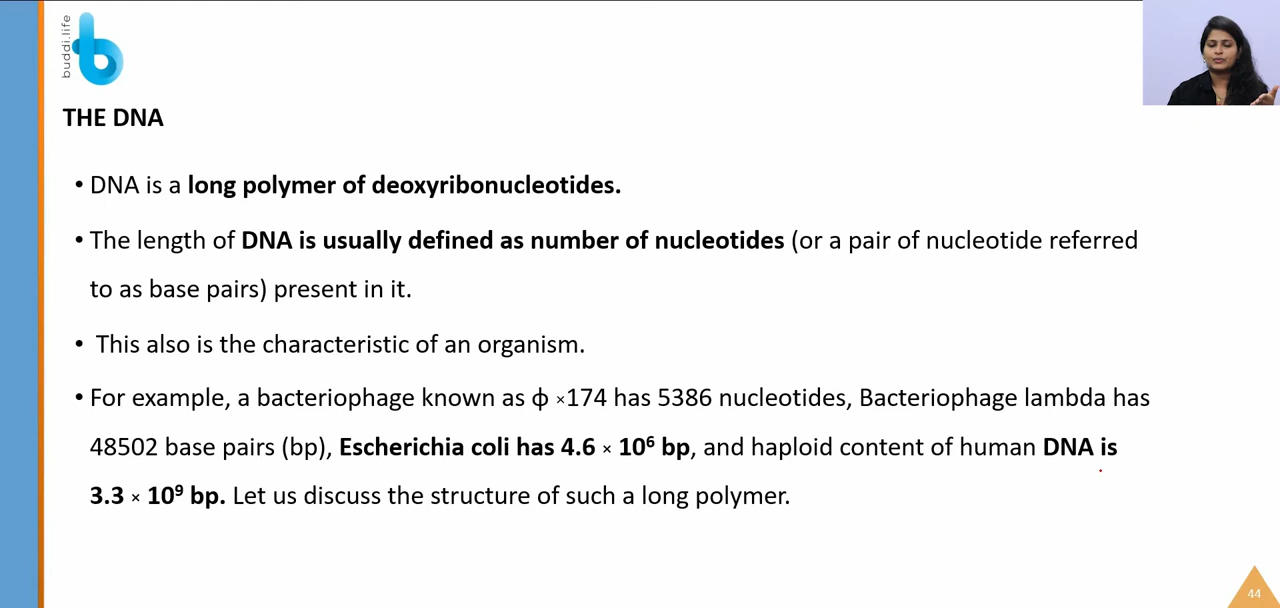 buddi.life
THE DNA
• DNA is a long polymer of deoxyribonucleotides.
• The length of DNA is usually defined as number of nucleotides (or a pair of nucleotide referred
to as base pairs) present in it.
• This also is the characteristic of an organism.
• For example, a bacteriophage known as ϕ ×174 has 5386 nucleotides, Bacteriophage lambda has
48502 base pairs (bp), Escherichia coli has 4.6 × 10⁶ bp, and haploid content of human DNA is
3.3 × 10⁹ bp. Let us discuss the structure of such a long polymer.
44